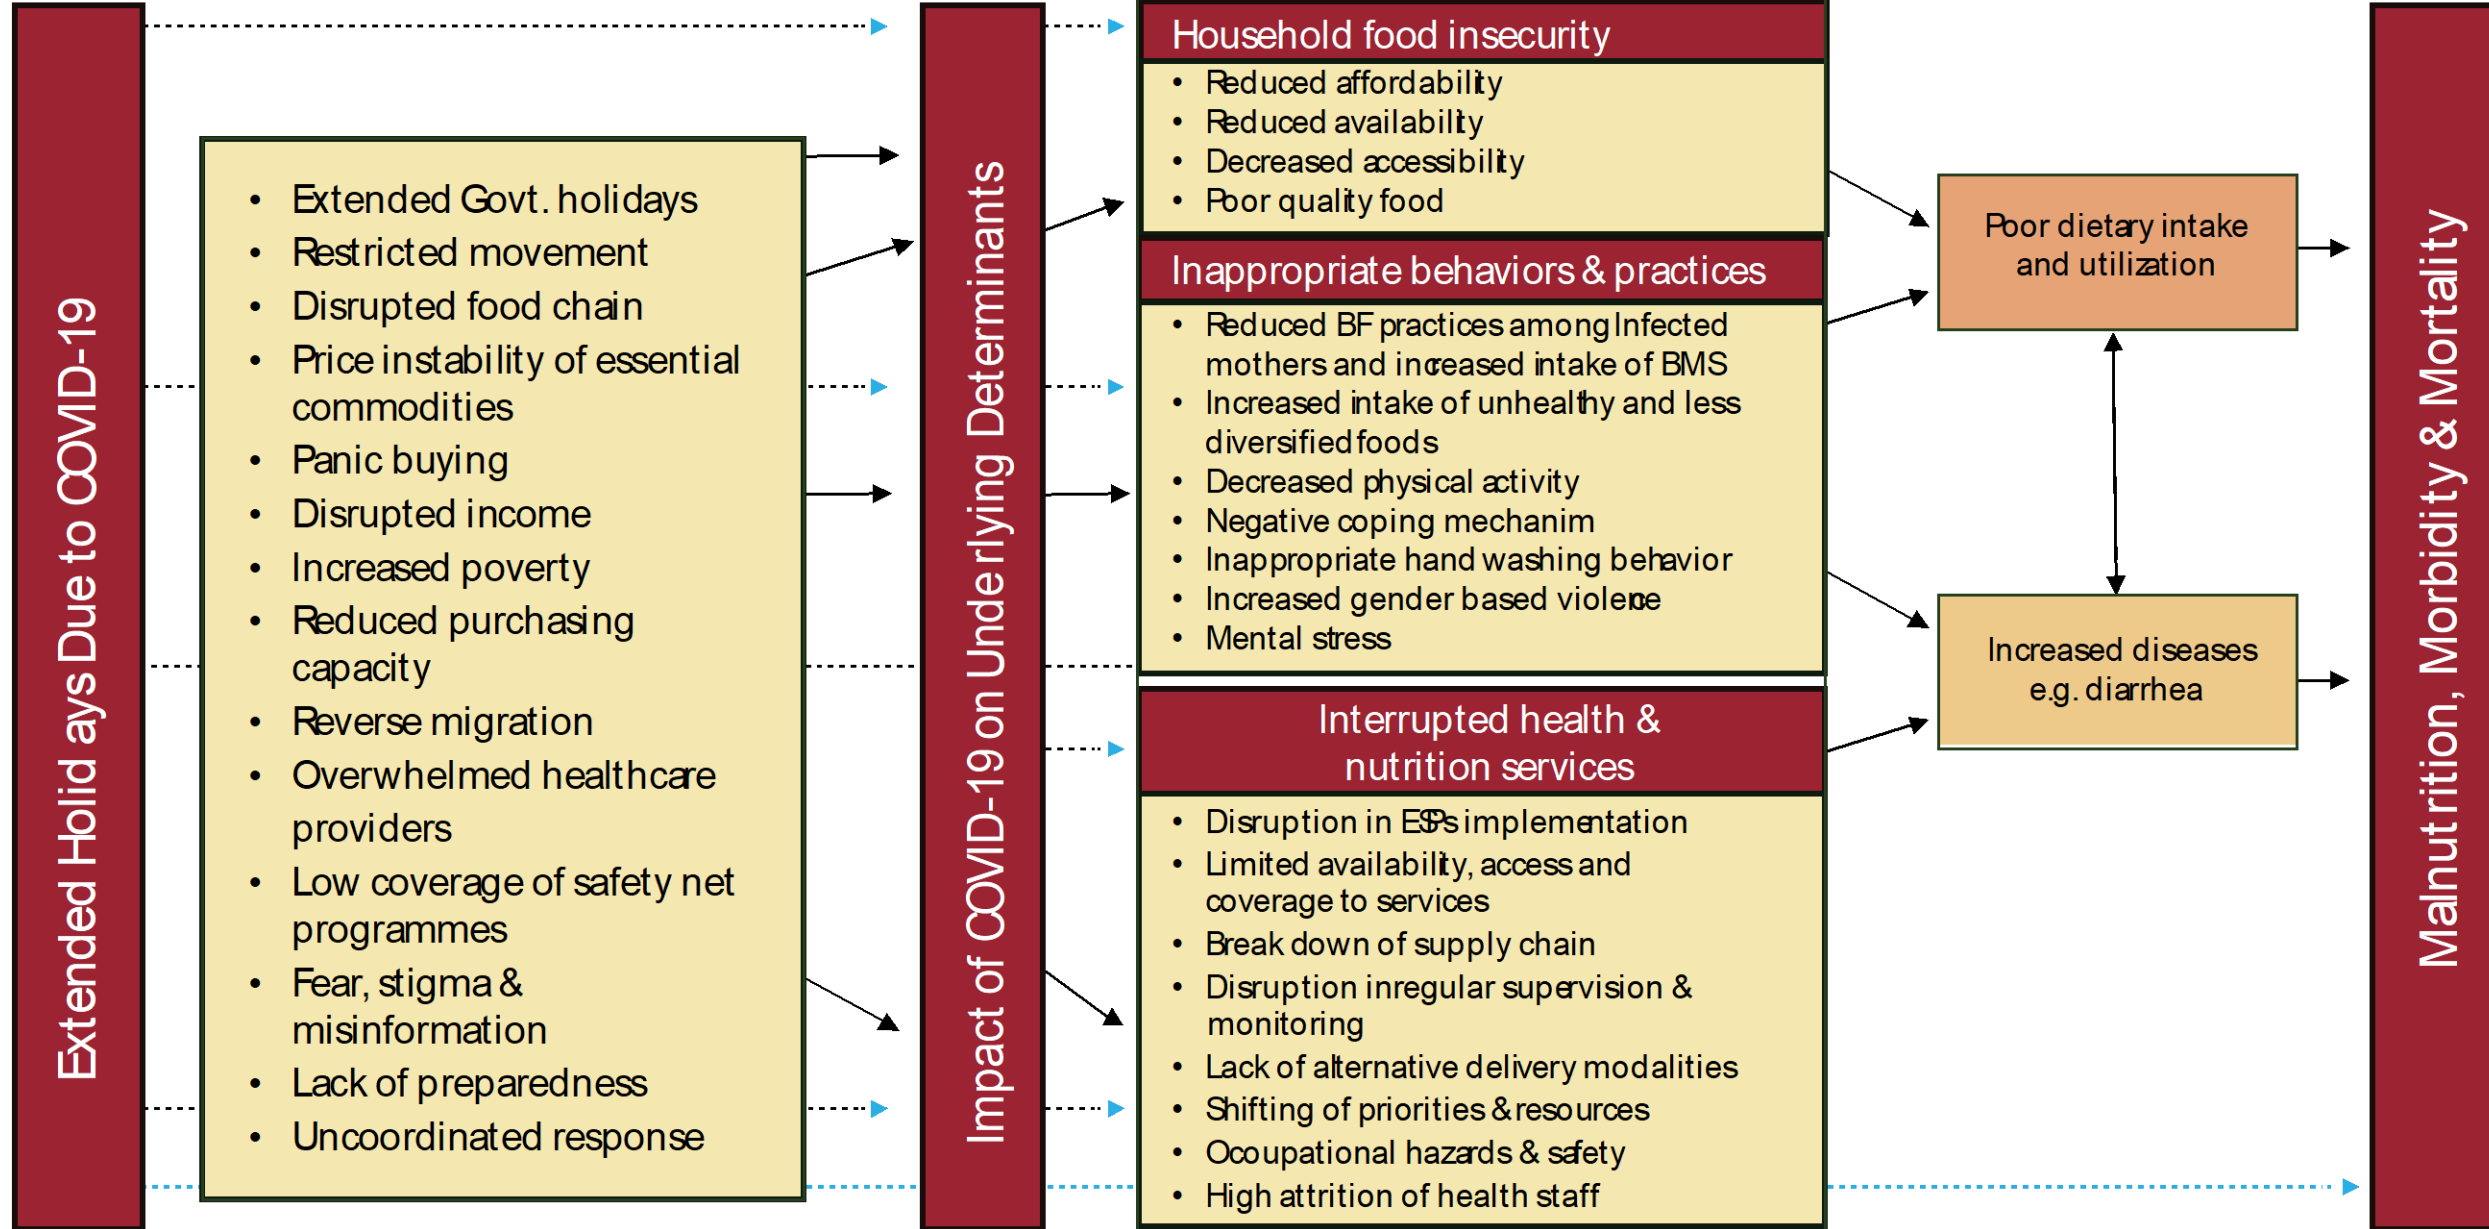 Extended Holid ays Due to COVID-19
• Extended Govt. holidays
• Restricted movement
• Disrupted food chain
• Price instability of essential
commodities
• Panic buying
• Disrupted income
• Increased poverty
• Reduced purchasing
capacity
• Reverse migration
• Overwhelmed healthcare
providers
• Low coverage of safety net
programmes
• Fear, stigma &
misinformation
• Lack of preparedness
• Uncoordinated response
Impact of COVID-19 on Underlying Determinants
Household food insecurity
• Reduced affordability
• Reduced availability
• Decreased accessibility
• Poor quality food
Inappropriate behaviors & practices
• Reduced BF practices among Infected
mothers and increased intake of BMS
• Increased intake of unhealthy and less
diversified foods
• Decreased physical activity
• Negative coping mechanim
• Inappropriate hand washing behavior
• Increased gender based violence
• Mental stress
Interrupted health &
nutrition services
• Disruption in ESPs implementation
• Limited availability, access and
coverage to services
• Break down of supply chain
• Disruption inregular supervision &
monitoring
• Lack of alternative delivery modalities
• Shifting of priorities & resources
• Ocoupational hazards & safety
• High attrition of health staff
Poor dietary intake
and utilization
Increased diseases
e.g. diarrhea
Malnutrition, Morbidity & Mortality